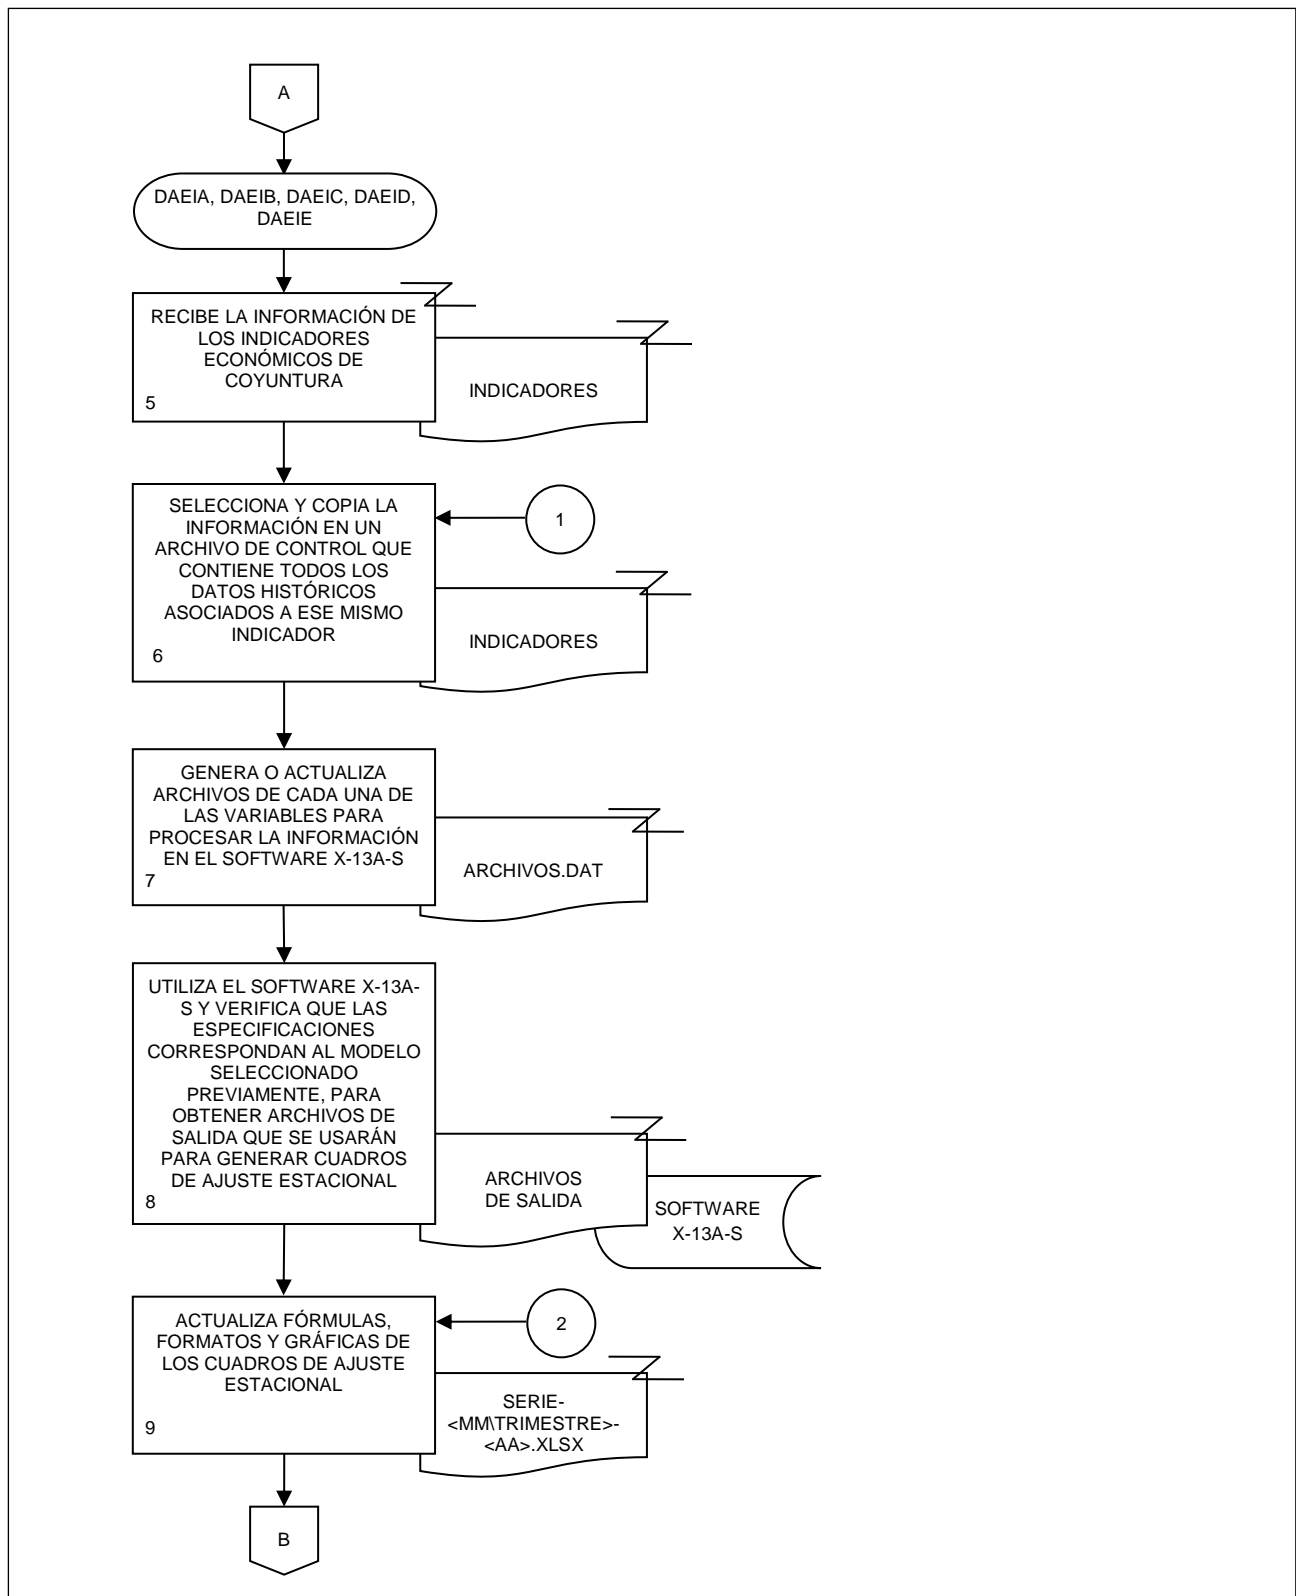 A
DAEIA, DAEIB, DAEIC, DAEID,
DAEIE
RECIBE LA INFORMACIÓN DE
LOS INDICADORES
ECONÓMICOS DE
COYUNTURA
5
INDICADORES
SELECCIONA Y COPIA LA
INFORMACIÓN EN UN
ARCHIVO DE CONTROL QUE
CONTIENE TODOS LOS
DATOS HISTÓRICOS
ASOCIADOS A ESE MISMO
INDICADOR
6
1
INDICADORES
GENERA O ACTUALIZA
ARCHIVOS DE CADA UNA DE
LAS VARIABLES PARA
PROCESAR LA INFORMACIÓN
EN EL SOFTWARE X-13A-S
7
ARCHIVOS.DAT
UTILIZA EL SOFTWARE X-13A-
S Y VERIFICA QUE LAS
ESPECIFICACIONES
CORRESPONDAN AL MODELO
SELECCIONADO
PREVIAMENTE, PARA
OBTENER ARCHIVOS DE
SALIDA QUE SE USARÁN
PARA GENERAR CUADROS
DE AJUSTE ESTACIONAL
8
ARCHIVOS
DE SALIDA
SOFTWARE
X-13A-S
ACTUALIZA FÓRMULAS,
FORMATOS Y GRÁFICAS DE
LOS CUADROS DE AJUSTE
ESTACIONAL
9
2
SERIE-
<MM\TRIMESTRE>-
<AA>.XLSX
B